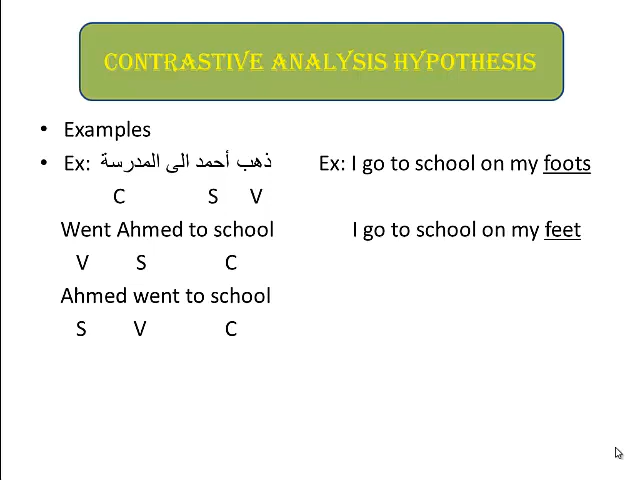 CONTRASTIVE ANALYSIS HYPOTHESIS
• Examples
• Ex: ذهب أحمد الى المدرسة
C S V
Went Ahmed to school
V S C
Ahmed went to school
S V C
Ex: I go to school on my foots
I go to school on my feet